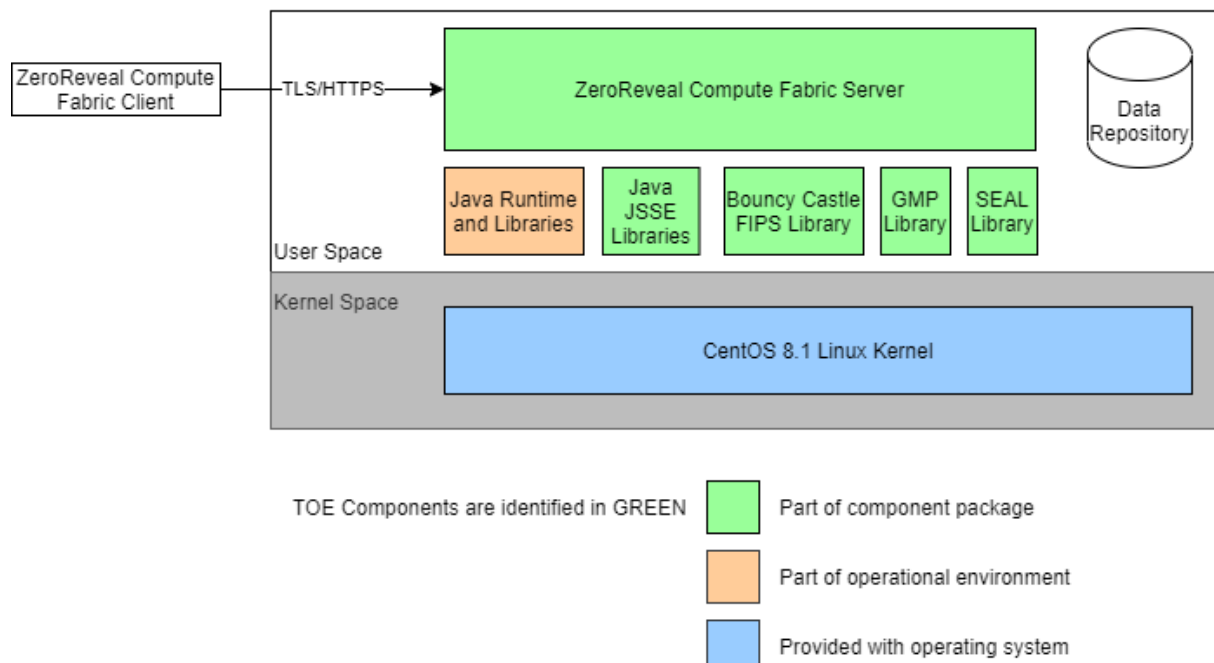 ZeroReveal Compute
Fabric Client
TLS/HTTPS
ZeroReveal Compute Fabric Server
Data
Repository
Java Runtime
and Libraries
Java
JSSE
Libraries
Bouncy Castle
FIPS Library
GMP
Library
SEAL
Library
User Space
Kernel Space
CentOS 8.1 Linux Kernel
TOE Components are identified in GREEN
Part of component package
Part of operational environment
Provided with operating system